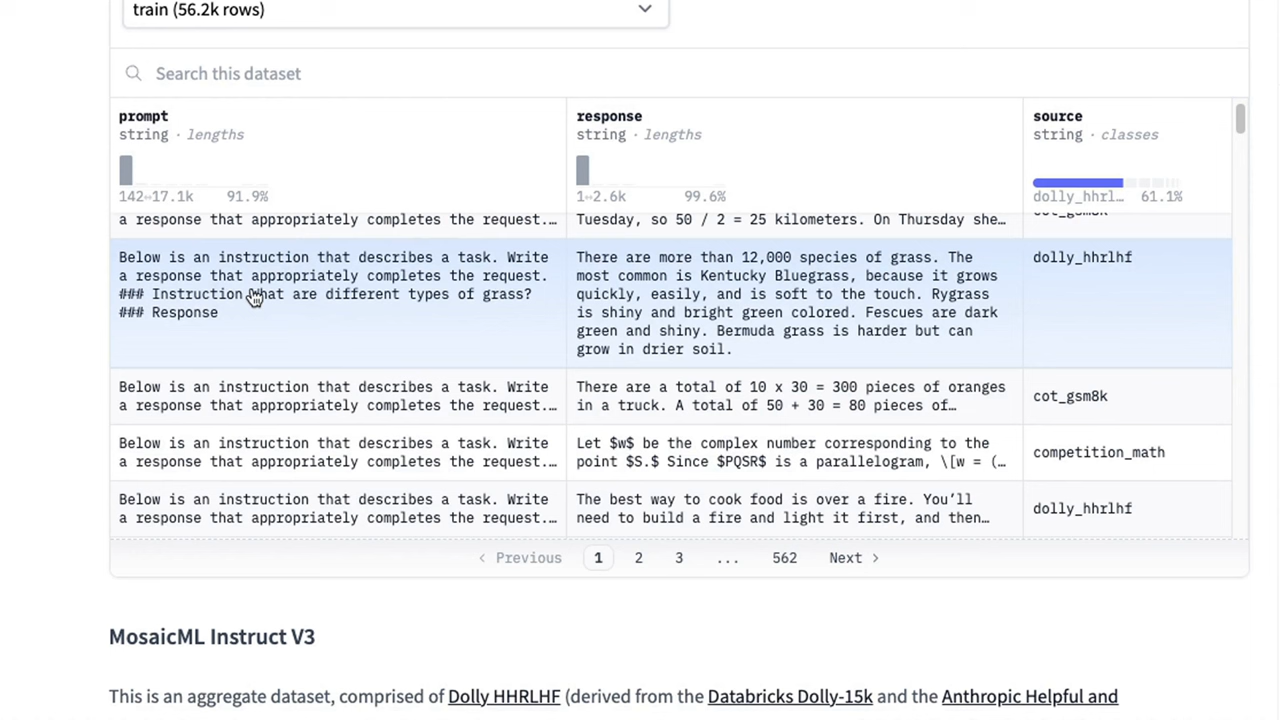 train (56.2k rows)
Search this dataset
prompt
string · lengths
142↔17.1k 91.9%
response
string · lengths
1↔2.6k 99.6%
source
string · classes
dolly_hhrl… 61.1%
a response that appropriately completes the request.…
Tuesday, so 50 / 2 = 25 kilometers. On Thursday she…
cot_gsm8k
Below is an instruction that describes a task. Write
a response that appropriately completes the request.
### Instruction What are different types of grass?
### Response
There are more than 12,000 species of grass. The
most common is Kentucky Bluegrass, because it grows
quickly, easily, and is soft to the touch. Rygrass
is shiny and bright green colored. Fescues are dark
green and shiny. Bermuda grass is harder but can
grow in drier soil.
dolly_hhrlhf
Below is an instruction that describes a task. Write
a response that appropriately completes the request.…
There are a total of 10 x 30 = 300 pieces of oranges
in a truck. A total of 50 + 30 = 80 pieces of…
cot_gsm8k
Below is an instruction that describes a task. Write
a response that appropriately completes the request.…
Let $w$ be the complex number corresponding to the
point $S.$ Since $PQSR$ is a parallelogram, \[w = (…
competition_math
Below is an instruction that describes a task. Write
a response that appropriately completes the request.…
The best way to cook food is over a fire. You’ll
need to build a fire and light it first, and then…
dolly_hhrlhf
< Previous 1 2 3 ... 562 Next >
MosaicML Instruct V3
This is an aggregate dataset, comprised of Dolly HHRLHF (derived from the Databricks Dolly-15k and the Anthropic Helpful and